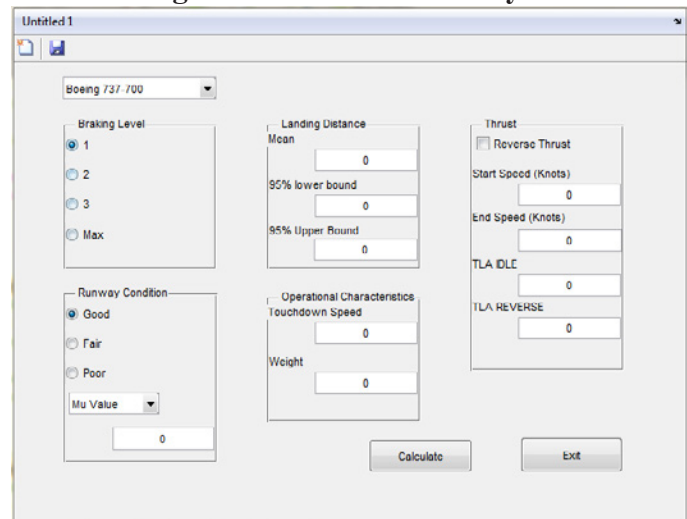 Untitled 1
Boeing 737-700
Braking Level
1
2
3
Max
Runway Condition
Good
Fair
Poor
Mu Value
0
Landing Distance
Mean
0
95% lower bound
0
95% Upper Bound
0
Operational Characteristics
Touchdown Speed
0
Weight
0
Thrust
Reverse Thrust
Start Speed (Knots)
0
End Speed (Knots)
0
TLA IDLE
0
TLA REVERSE
0
Calculate
Exit